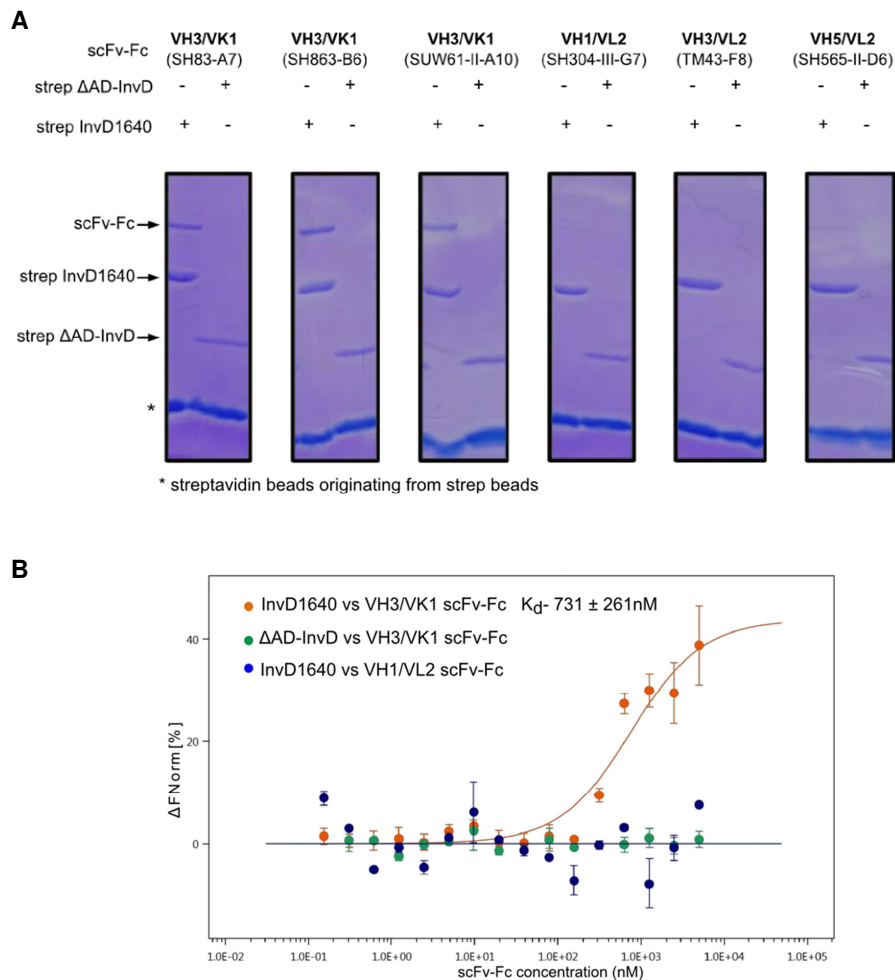 A
scFv-Fc
VH3/VK1 VH3/VK1 VH3/VK1 VH1/VL2 VH3/VL2 VH5/VL2
(SH83-A7) (SH863-B6) (SUW61-II-A10) (SH304-III-G7) (TM43-F8) (SH565-II-D6)
strep ΔAD-InvD - + - + - + - + - + - +
strep InvD1640 + - + - + - + - + - + -
scFv-Fc
strep InvD1640
strep ΔAD-InvD
*
* streptavidin beads originating from strep beads
B
InvD1640 vs VH3/VK1 scFv-Fc Kd- 731 ± 261nM
ΔAD-InvD vs VH3/VK1 scFv-Fc
InvD1640 vs VH1/VL2 scFv-Fc
40
20
0
ΔFNorm[%]
1.0E-02 1.0E-01 1.0E+00 1.0E+01 1.0E+02 1.0E+03 1.0E+04 1.0E+05
scFv-Fc concentration (nM)